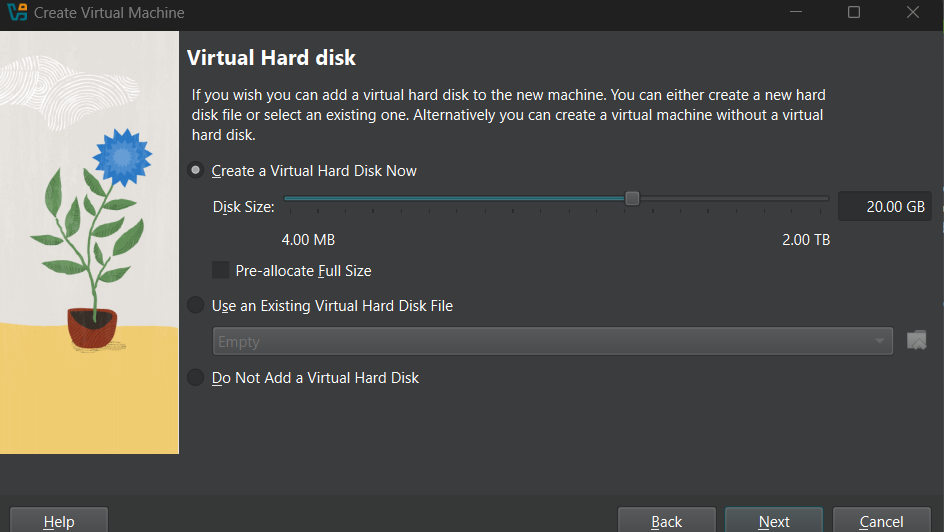 Create Virtual Machine
Virtual Hard disk
If you wish you can add a virtual hard disk to the new machine. You can either create a new hard
disk file or select an existing one. Alternatively you can create a virtual machine without a virtual
hard disk.
Create a Virtual Hard Disk Now
Disk Size:
20.00 GB
4.00 MB
2.00 TB
Pre-allocate Full Size
Use an Existing Virtual Hard Disk File
Empty
Do Not Add a Virtual Hard Disk
Help
Back
Next
Cancel